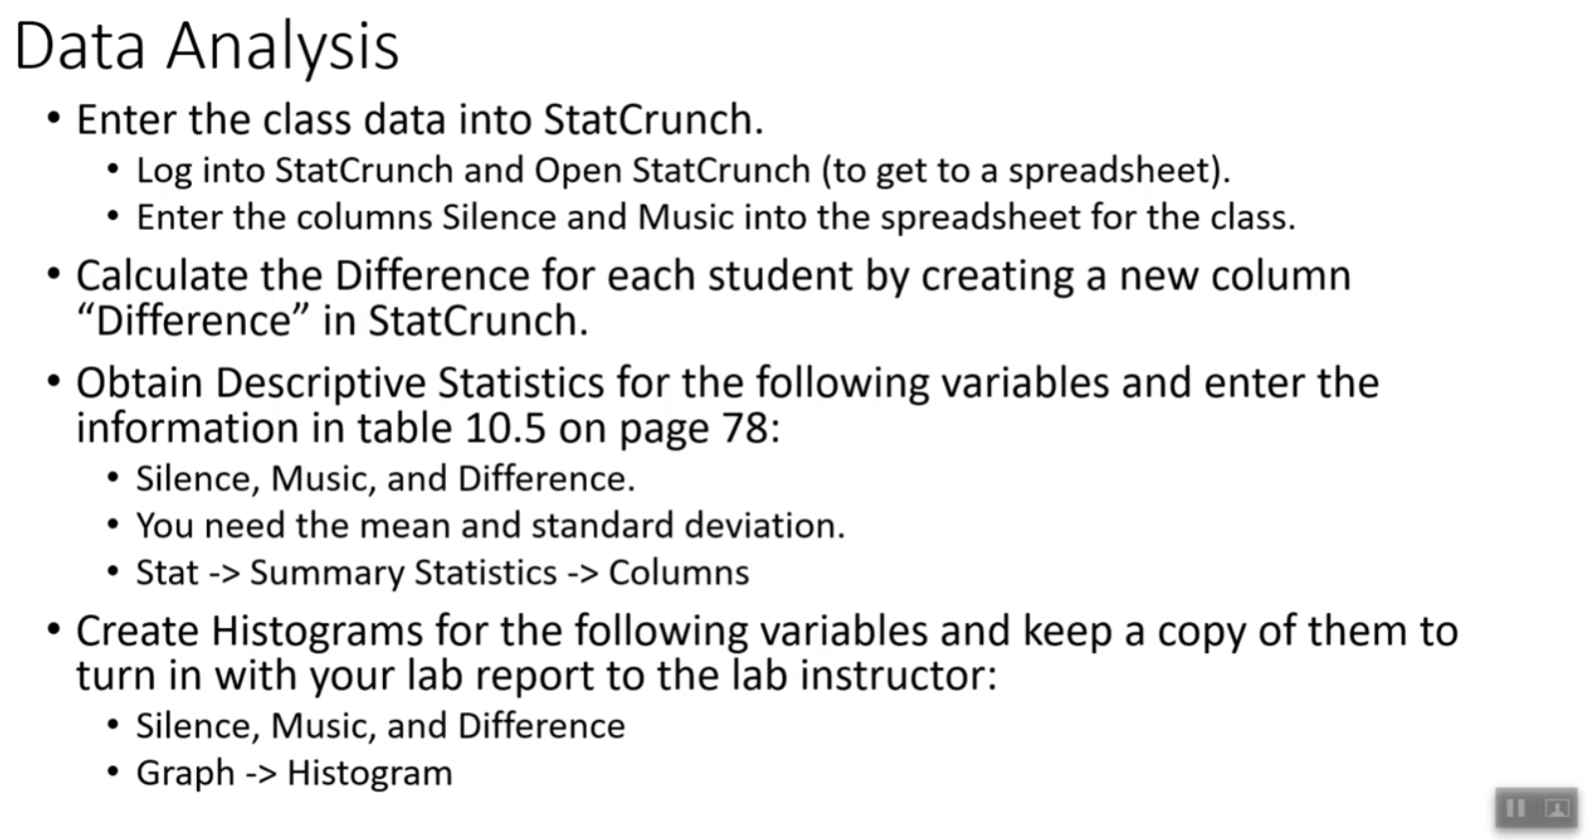 Data Analysis
• Enter the class data into StatCrunch.
• Log into StatCrunch and Open StatCrunch (to get to a spreadsheet).
• Enter the columns Silence and Music into the spreadsheet for the class.
• Calculate the Difference for each student by creating a new column
“Difference” in StatCrunch.
• Obtain Descriptive Statistics for the following variables and enter the
information in table 10.5 on page 78:
• Silence, Music, and Difference.
• You need the mean and standard deviation.
• Stat -> Summary Statistics -> Columns
• Create Histograms for the following variables and keep a copy of them to
turn in with your lab report to the lab instructor:
• Silence, Music, and Difference
• Graph -> Histogram